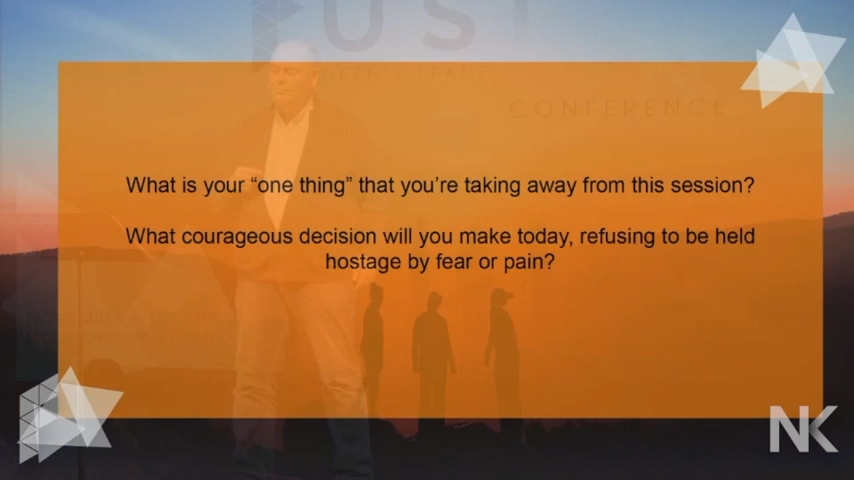 UST
CONFERENCE
What is your “one thing” that you’re taking away from this session?
What courageous decision will you make today, refusing to be held
hostage by fear or pain?
NK